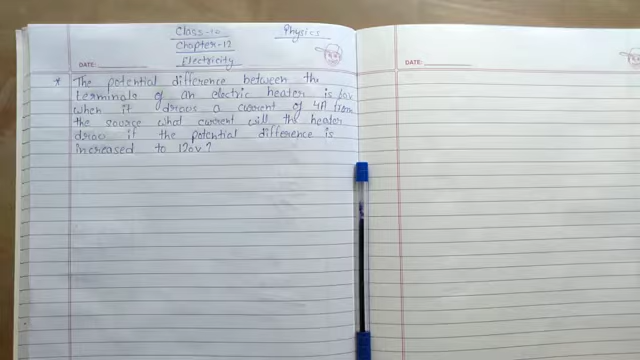 Class-10
Physics
Chapter-12
Electricity
DATE:
DATE:
* The potential difference between the
terminals of an electric heater is 60v
when it draws a current of 4A from
the source what current will the heater
draw if the potential difference is
increased to 120v?